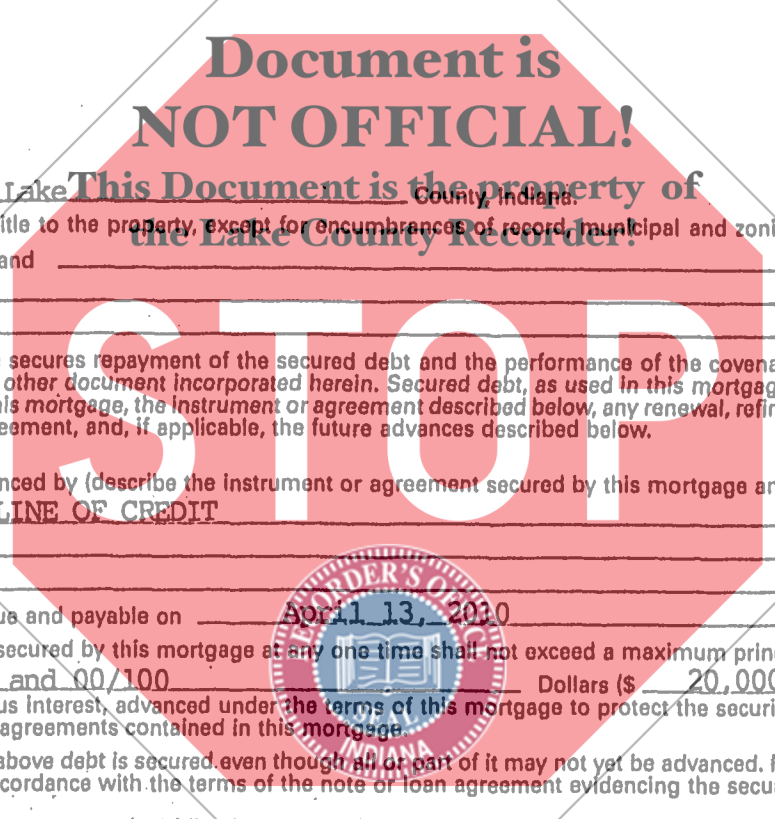 Document is
NOT OFFICIAL!
This Document is the property of
the Lake County Recorder!
STOP
Lake County, Indiana.
itle to the property, except for encumbrances of record, municipal and zoni
and
secures repayment of the secured debt and the performance of the covena
other document incorporated herein. Secured debt, as used in this mortgag
is mortgage, the instrument or agreement described below, any renewal, refin
eement, and, if applicable, the future advances described below.
nced by (describe the instrument or agreement secured by this mortgage an
LINE OF CREDIT
ue and payable on April 13, 2010
secured by this mortgage at any one time shall not exceed a maximum prin
and 00/100 Dollars ($ 20,000
us interest, advanced under the terms of this mortgage to protect the securi
agreements contained in this mortgage.
above debt is secured even though all or part of it may not yet be advanced. F
cordance with the terms of the note or loan agreement evidencing the secu
RECORDER'S OFFICE
SEAL
INDIANA